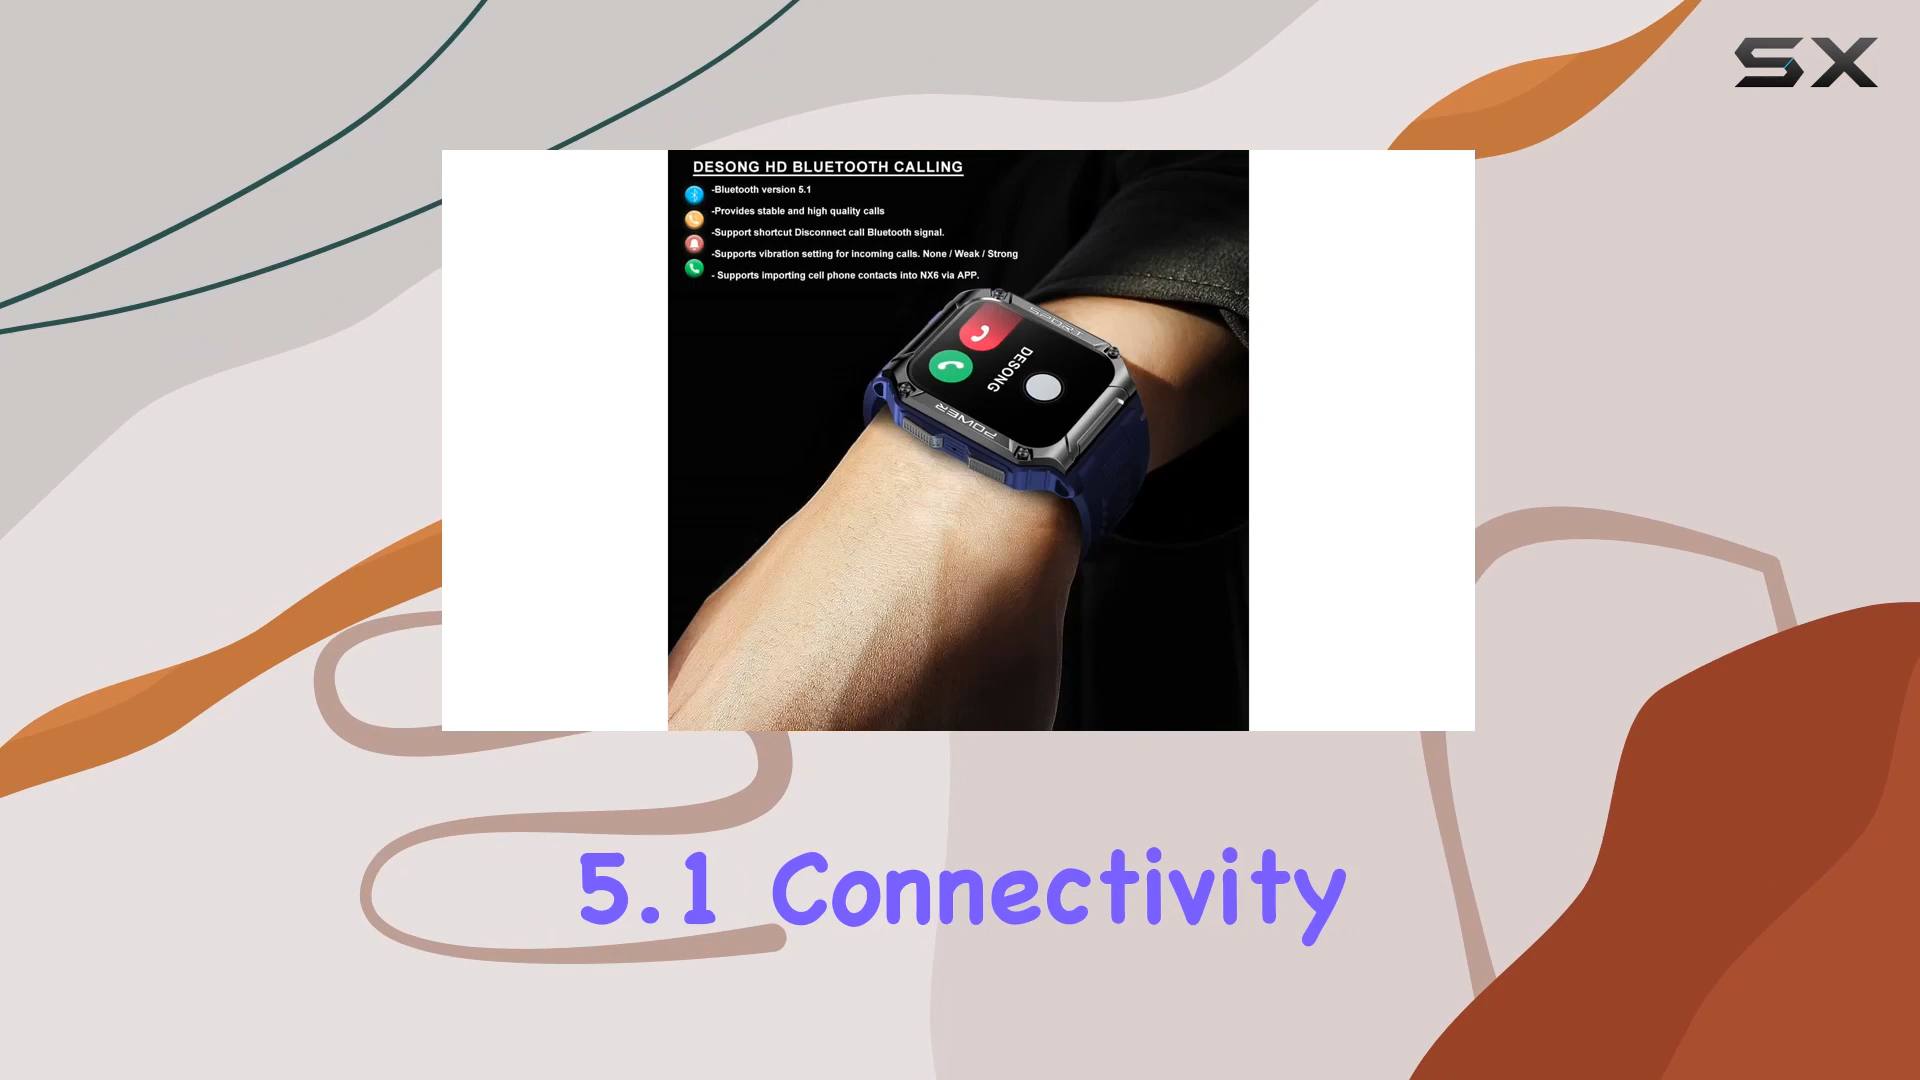 SX
DESONG HD BLUETOOTH CALLING
-Bluetooth version 5.1
-Provides stable and high quality calls
-Support shortcut Disconnect call Bluetooth signal.
-Supports vibration setting for incoming calls. None / Weak / Strong
- Supports importing cell phone contacts into NX6 via APP.
SPORT
DESONG
POWER
5.1 Connectivity